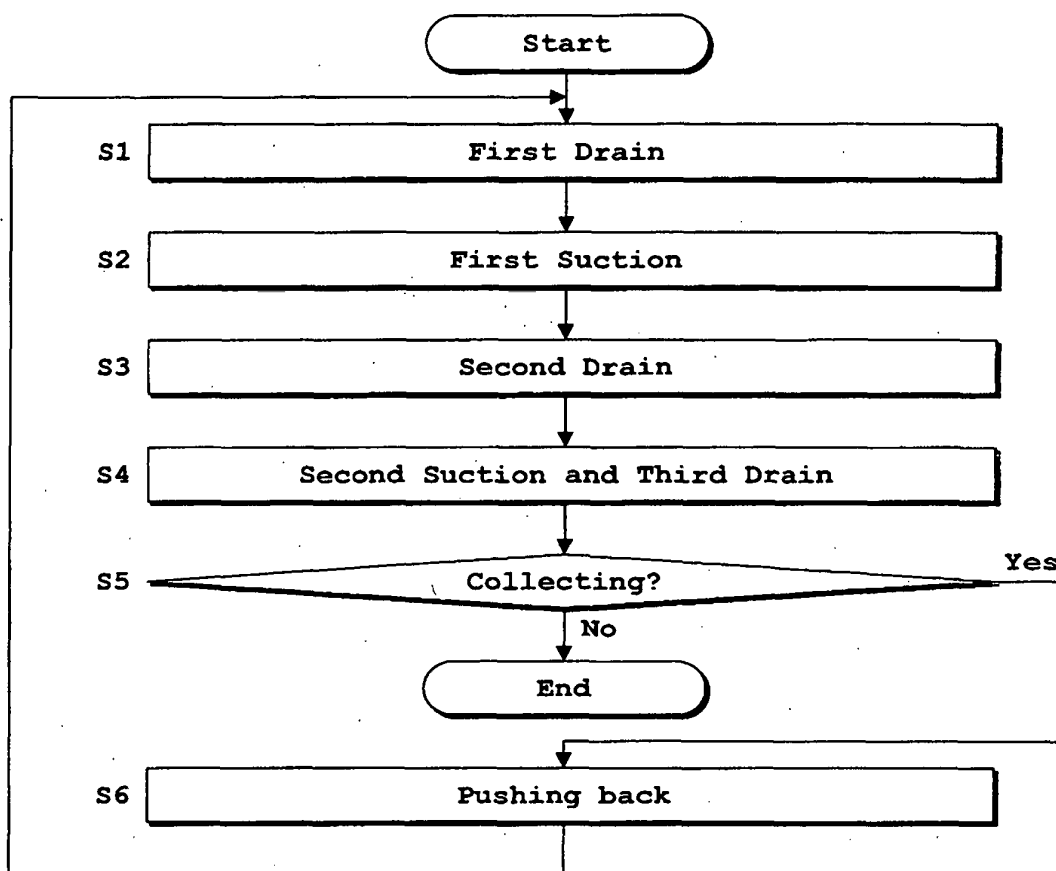 Start
S1 First Drain
S2 First Suction
S3 Second Drain
S4 Second Suction and Third Drain
Yes
S5 Collecting?
No
End
S6 Pushing back